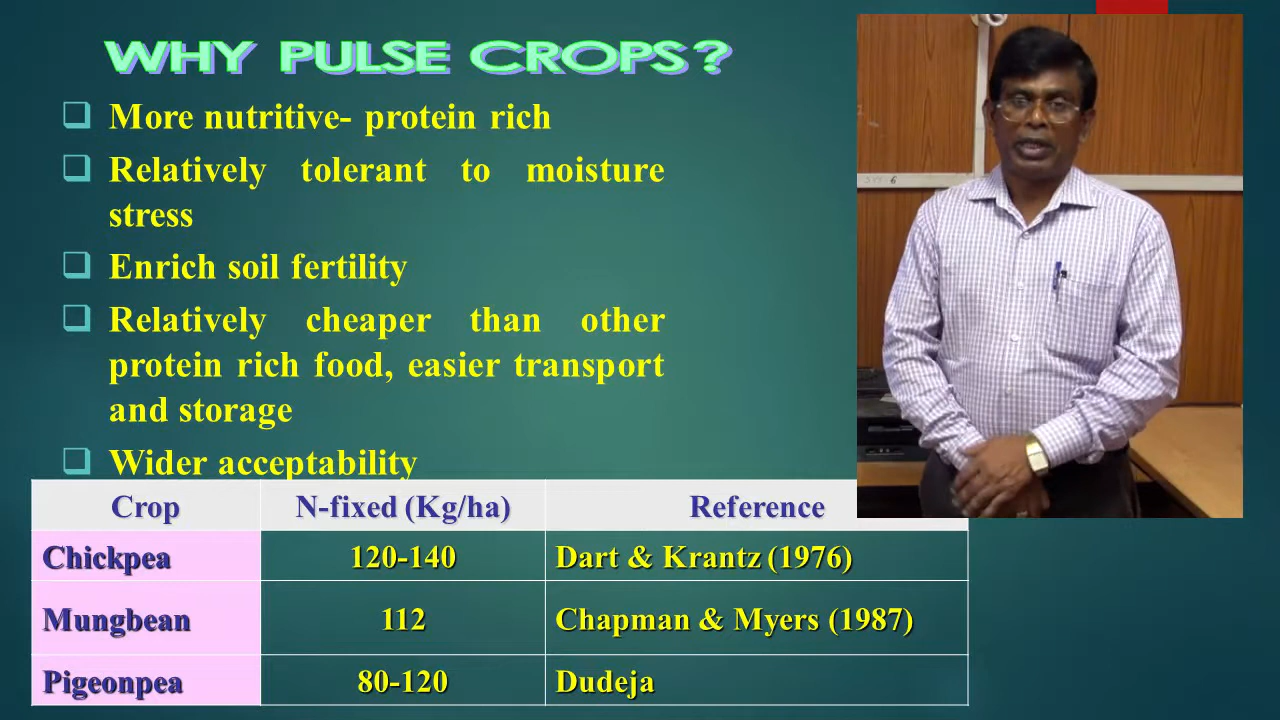 WHY PULSE CROPS?
More nutritive- protein rich
Relatively tolerant to moisture
stress
Enrich soil fertility
Relatively cheaper than other
protein rich food, easier transport
and storage
Wider acceptability
Crop N-fixed (Kg/ha) Reference
Chickpea 120-140 Dart & Krantz (1976)
Mungbean 112 Chapman & Myers (1987)
Pigeonpea 80-120 Dudeja